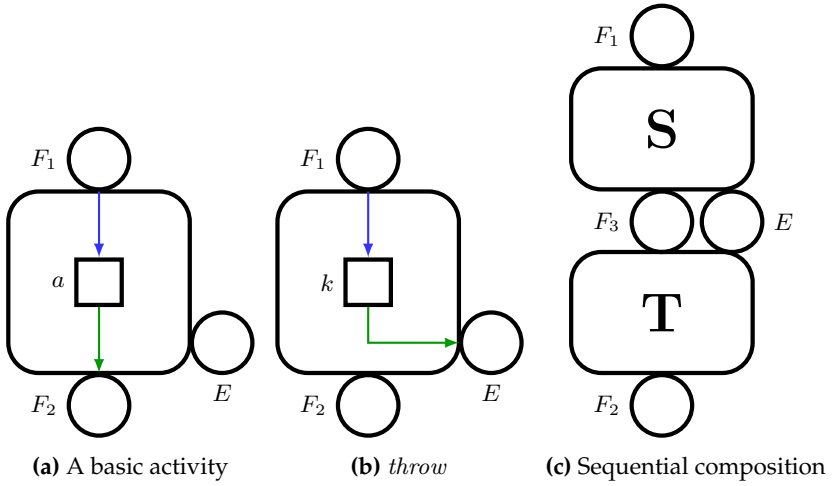 F₁
a
F₂
E
(a) A basic activity
F₁
k
F₂
E
(b) throw
F₁
S
F₃
E
T
F₂
(c) Sequential composition